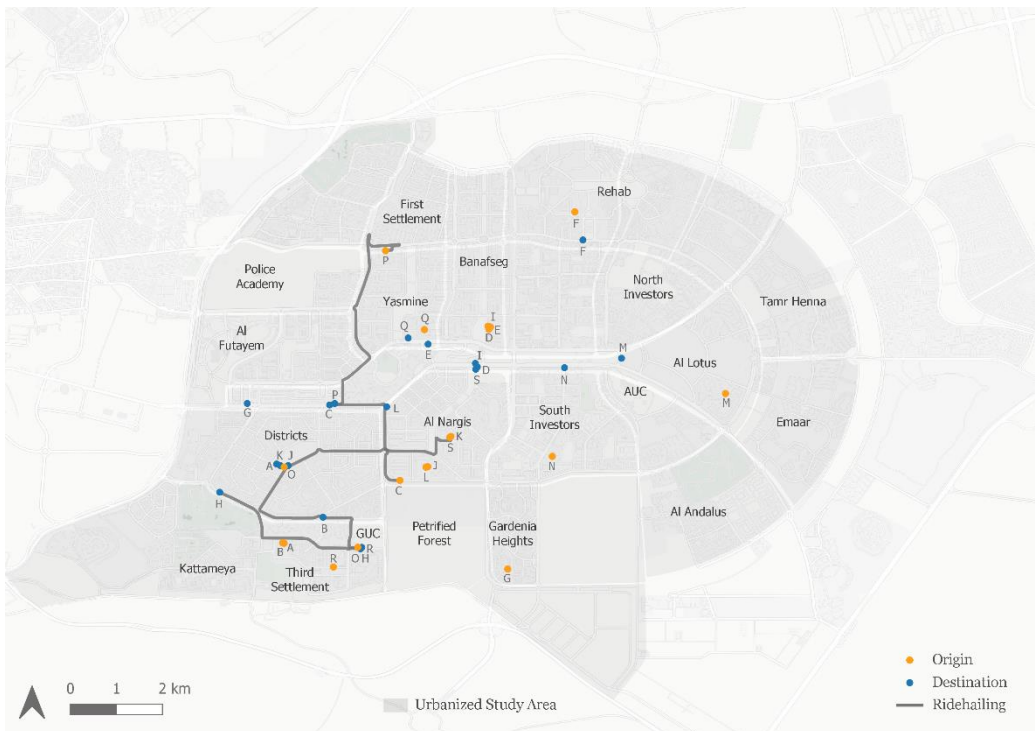 Rehab
First
Settlement
F
F
P
Banafseg
Police
Academy
North
Investors
Tamr Henna
Yasmine
Q
Q
I
E
D
E
Al
Futayem
M
I
D
S
N
Al Lotus
AUC
M
G
P
C
L
Al Nargis
South
Investors
Emaar
Districts
K
S
K
J
A
O
J
L
N
C
H
Al Andalus
B
GUC
Petrified
Forest
Gardenia
Heights
B
A
O
R
H
R
Kattameya
Third
Settlement
G
0 1 2 km
Urbanized Study Area
Origin
Destination
Ridehailing